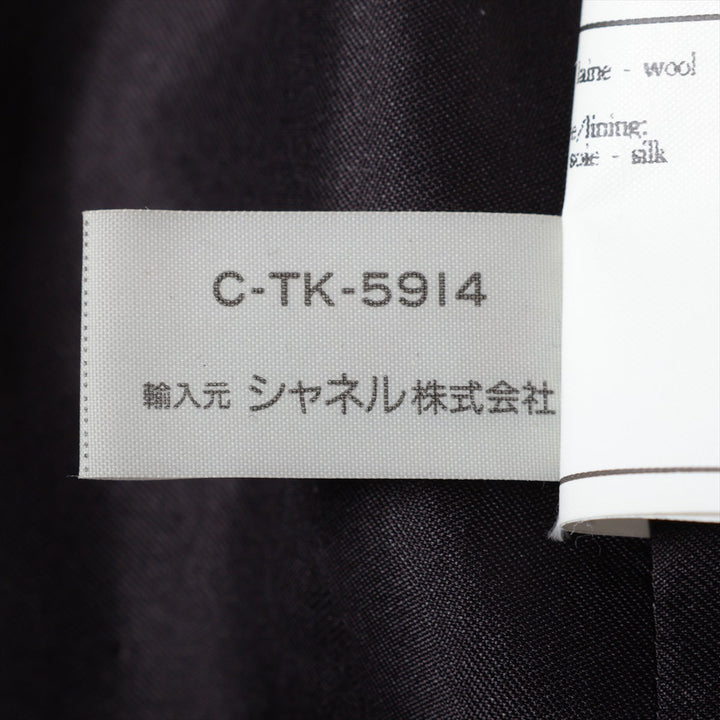 laine - wool
e/lining:
soie - silk
C-TK-5914
輸入元 シャネル株式会社